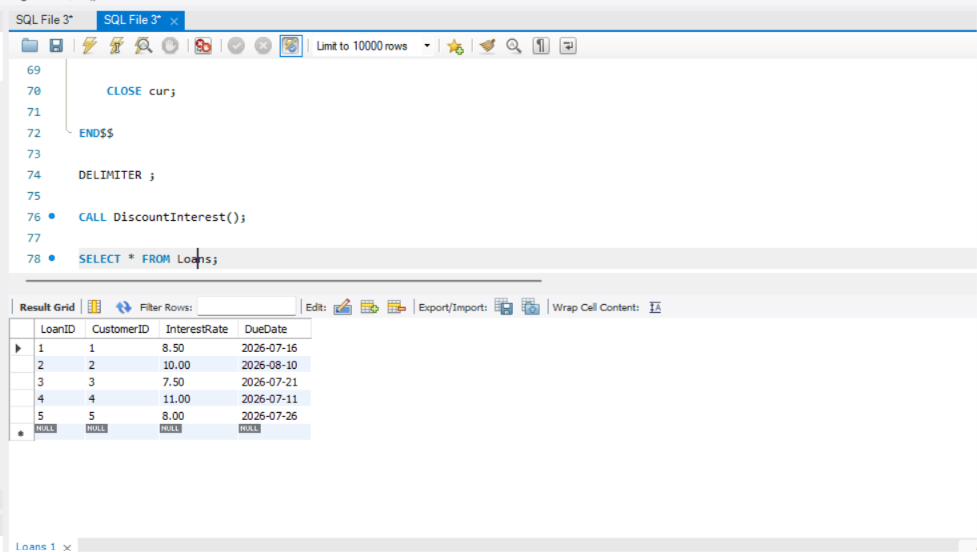 SQL File 3* SQL File 3*
Limit to 10000 rows
69
70 CLOSE cur;
71
72 END$$
73
74 DELIMITER ;
75
76 CALL DiscountInterest();
77
78 SELECT * FROM Loans;
Result Grid Filter Rows: Edit: Export/Import: Wrap Cell Content:
LoanID CustomerID InterestRate DueDate
1 1 8.50 2026-07-16
2 2 10.00 2026-08-10
3 3 7.50 2026-07-21
4 4 11.00 2026-07-11
5 5 8.00 2026-07-26
NULL NULL NULL NULL
Loans 1